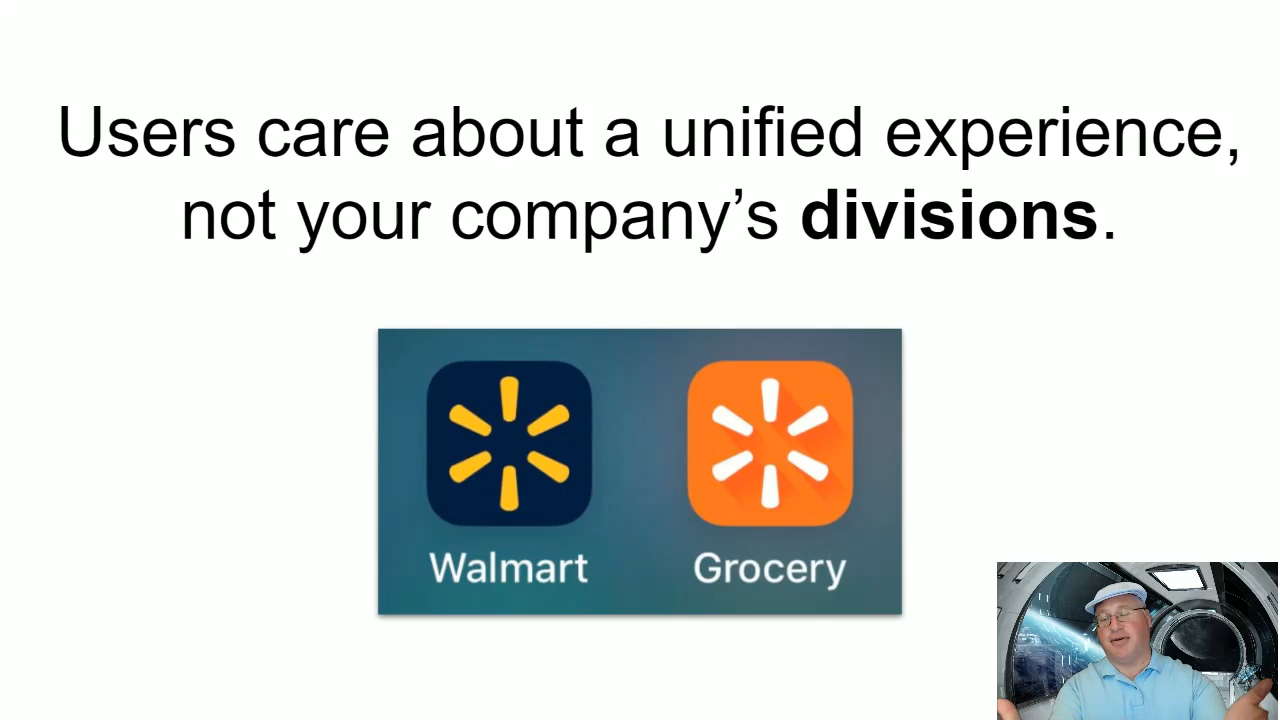 Users care about a unified experience,
not your company’s divisions.
Walmart
Grocery